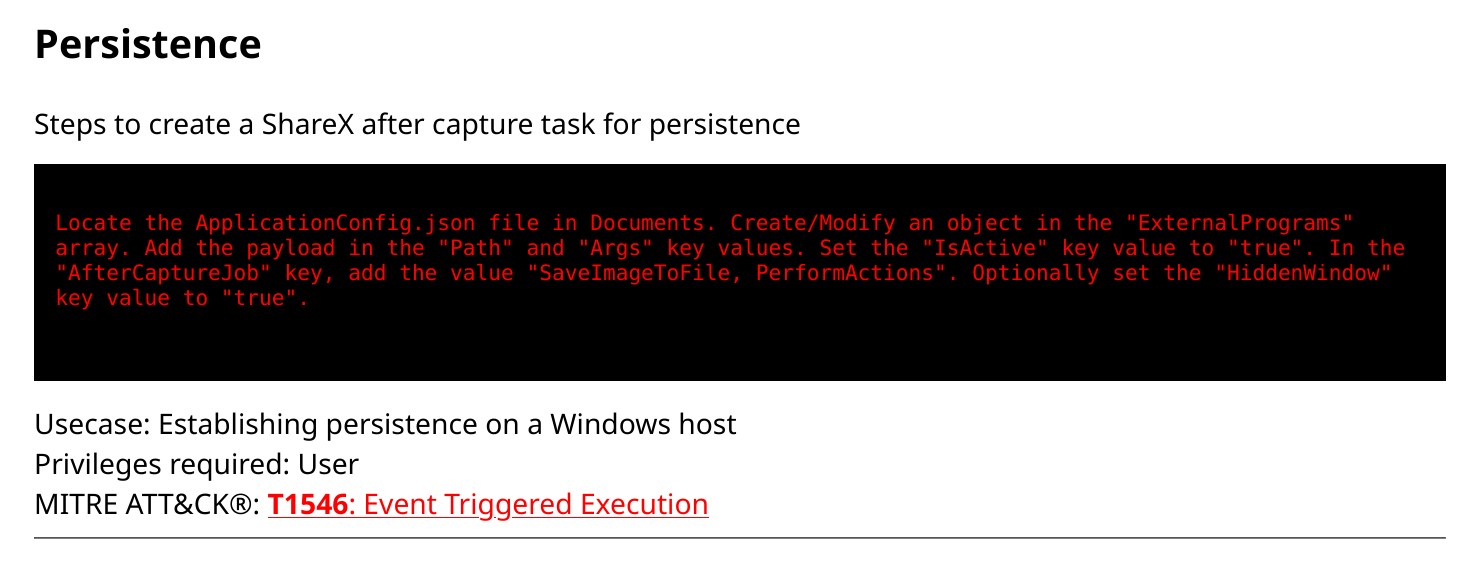 Persistence
Steps to create a ShareX after capture task for persistence
Locate the ApplicationConfig.json file in Documents. Create/Modify an object in the "ExternalPrograms"
array. Add the payload in the "Path" and "Args" key values. Set the "IsActive" key value to "true". In the
"AfterCaptureJob" key, add the value "SaveImageToFile, PerformActions". Optionally set the "HiddenWindow"
key value to "true".
Usecase: Establishing persistence on a Windows host
Privileges required: User
MITRE ATT&CK®: T1546: Event Triggered Execution